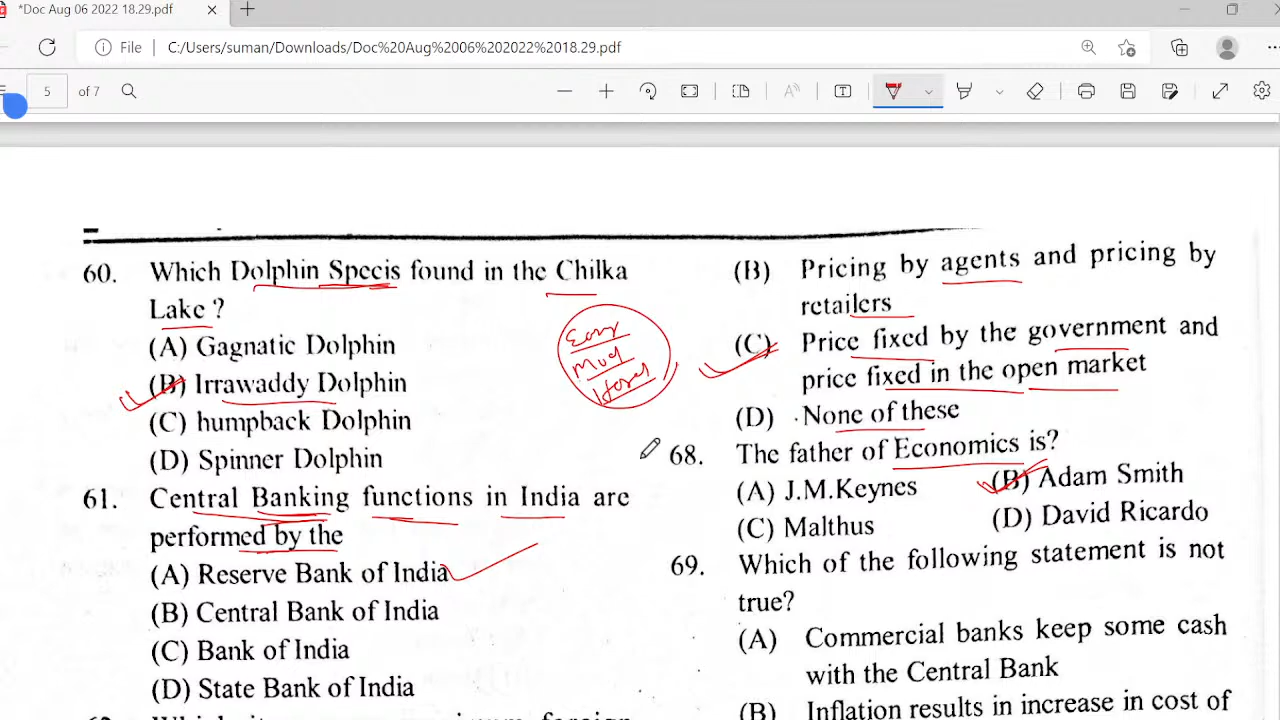 *Doc Aug 06 2022 18.29.pdf
File C:/Users/suman/Downloads/Doc%20Aug%2006%202022%2018.29.pdf
5 of 7
60. Which Dolphin Specis found in the Chilka
Lake ?
(A) Gagnatic Dolphin
(B) Irrawaddy Dolphin
(C) humpback Dolphin
(D) Spinner Dolphin
61. Central Banking functions in India are
performed by the
(A) Reserve Bank of India
(B) Central Bank of India
(C) Bank of India
(D) State Bank of India
(B) Pricing by agents and pricing by
retailers
(C) Price fixed by the government and
price fixed in the open market
(D) None of these
68. The father of Economics is?
(A) J.M.Keynes (B) Adam Smith
(C) Malthus (D) David Ricardo
69. Which of the following statement is not
true?
(A) Commercial banks keep some cash
with the Central Bank
(B) Inflation results in increase in cost of